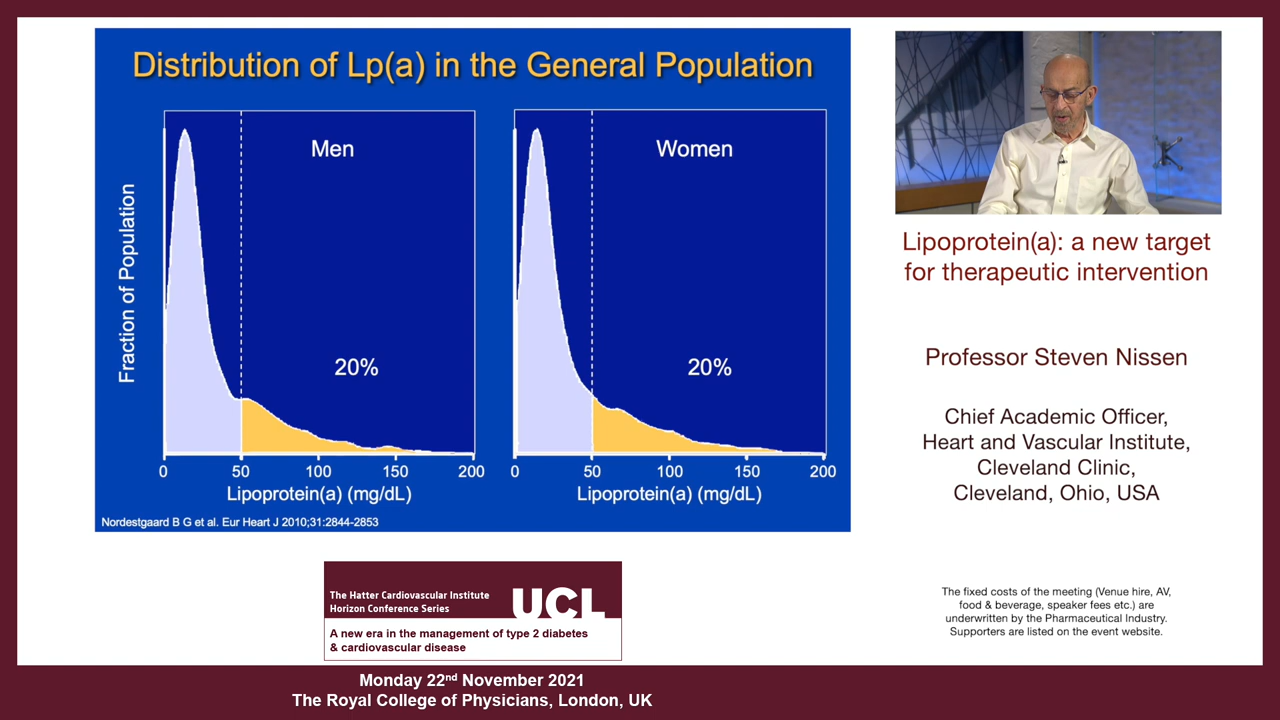 Distribution of Lp(a) in the General Population
Men
Women
Fraction of Population
20%
20%
0 50 100 150 200
0 50 100 150 200
Lipoprotein(a) (mg/dL)
Lipoprotein(a) (mg/dL)
Nordestgaard B G et al. Eur Heart J 2010;31:2844-2853
Lipoprotein(a): a new target
for therapeutic intervention
Professor Steven Nissen
Chief Academic Officer,
Heart and Vascular Institute,
Cleveland Clinic,
Cleveland, Ohio, USA
The fixed costs of the meeting (Venue hire, AV,
food & beverage, speaker fees etc.) are
underwritten by the Pharmaceutical Industry.
Supporters are listed on the event website.
The Hatter Cardiovascular Institute
Horizon Conference Series
UCL
A new era in the management of type 2 diabetes
& cardiovascular disease
Monday 22nd November 2021
The Royal College of Physicians, London, UK